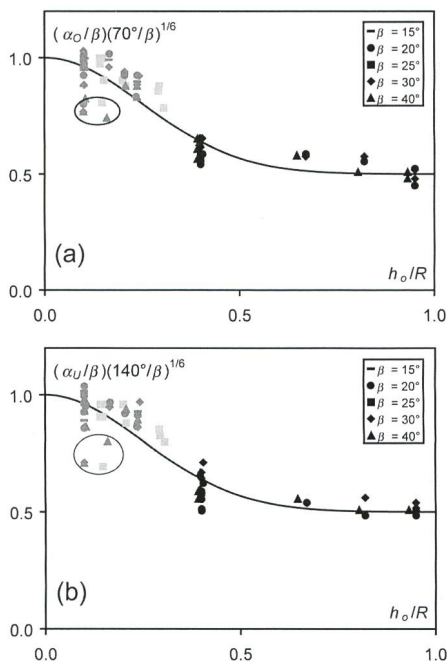 (α_O/β)(70°/β)^1/6
1.0
0.5
0.0
β = 15°
β = 20°
β = 25°
β = 30°
β = 40°
(a)
h_o/R
0.0 0.5 1.0
(α_U/β)(140°/β)^1/6
1.0
0.5
0.0
β = 15°
β = 20°
β = 25°
β = 30°
β = 40°
(b)
h_o/R
0.0 0.5 1.0